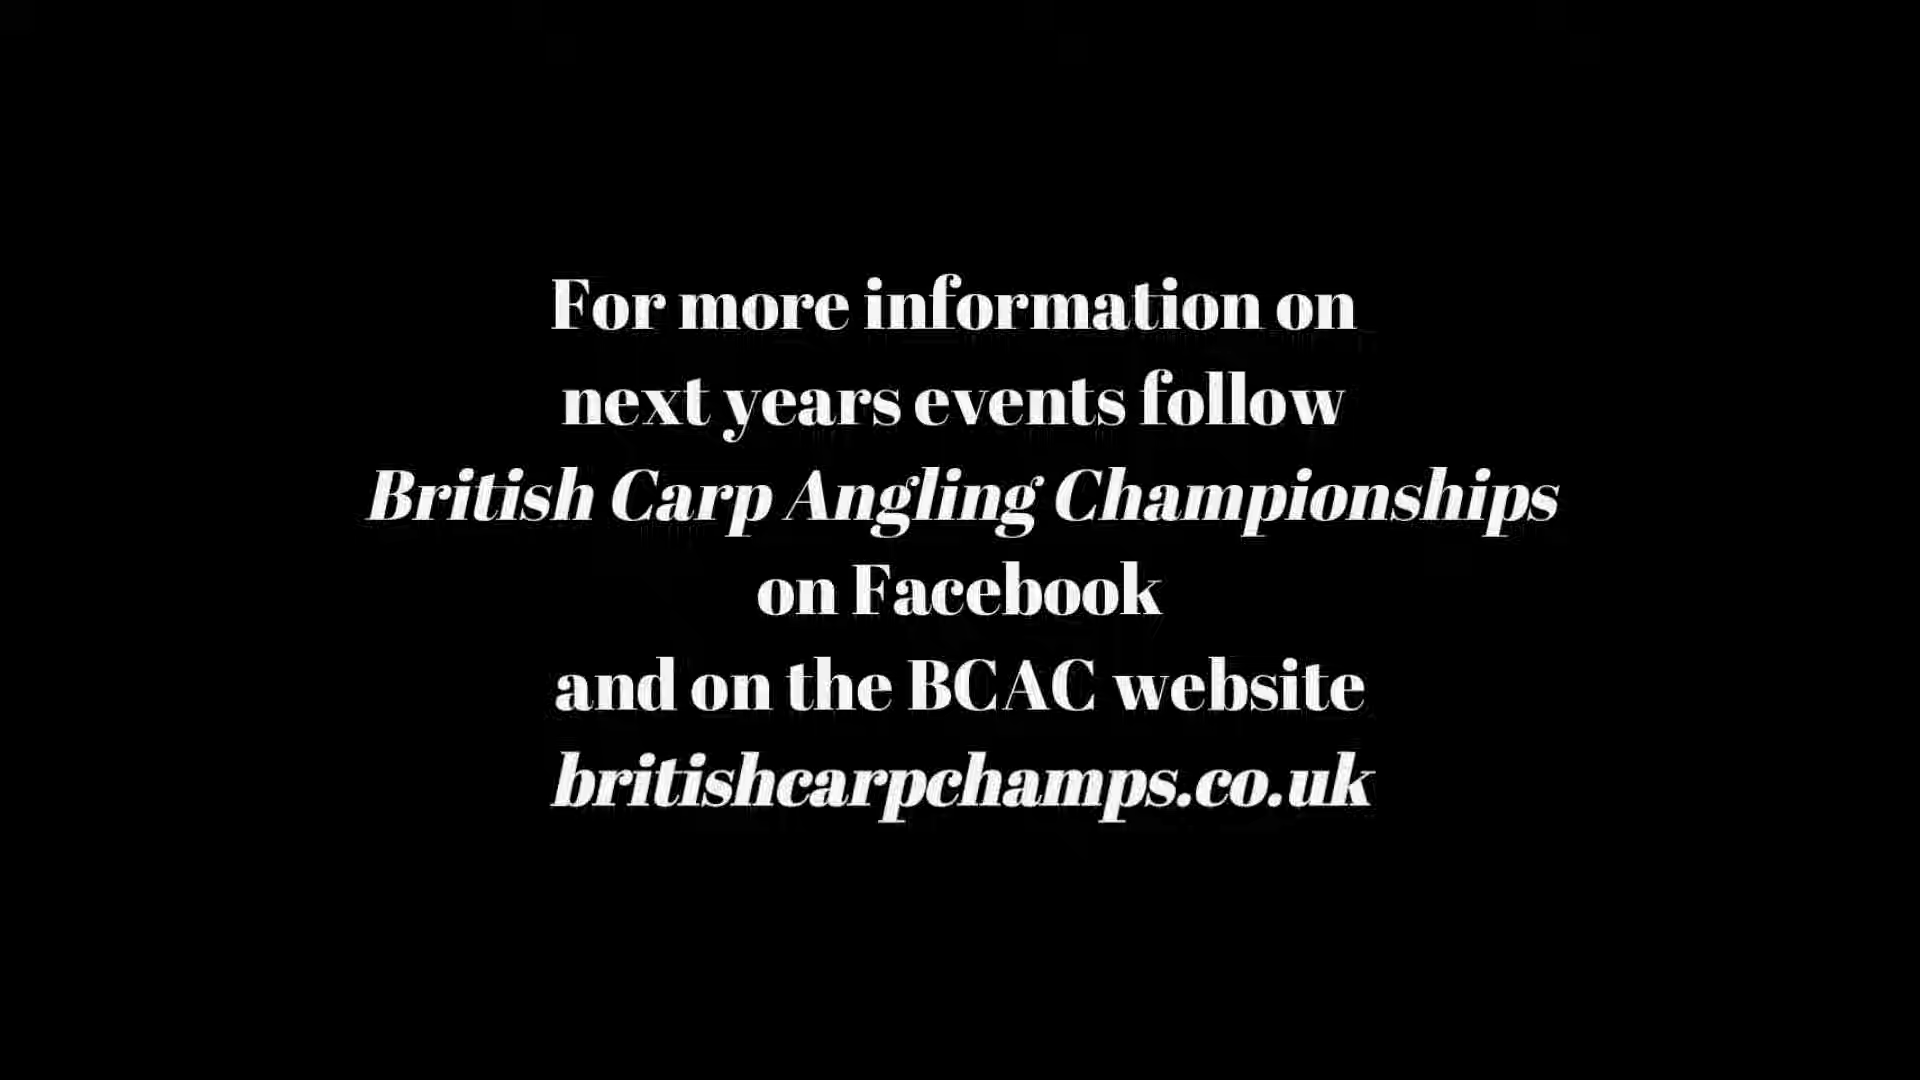 For more information on
next years events follow
British Carp Angling Championships
on Facebook
and on the BCAC website
britishcarpchamps.co.uk